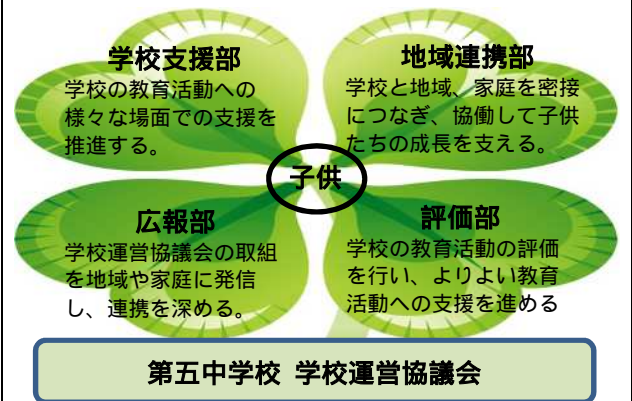 学校支援部
学校の教育活動への
様々な場面での支援を
推進する。
地域連携部
学校と地域、家庭を密接
につなぎ、協働して子供
たちの成長を支える。
子供
広報部
学校運営協議会の取組
を地域や家庭に発信
し、連携を深める。
評価部
学校の教育活動の評価
を行い、よりよい教育
活動への支援を進める
第五中学校 学校運営協議会